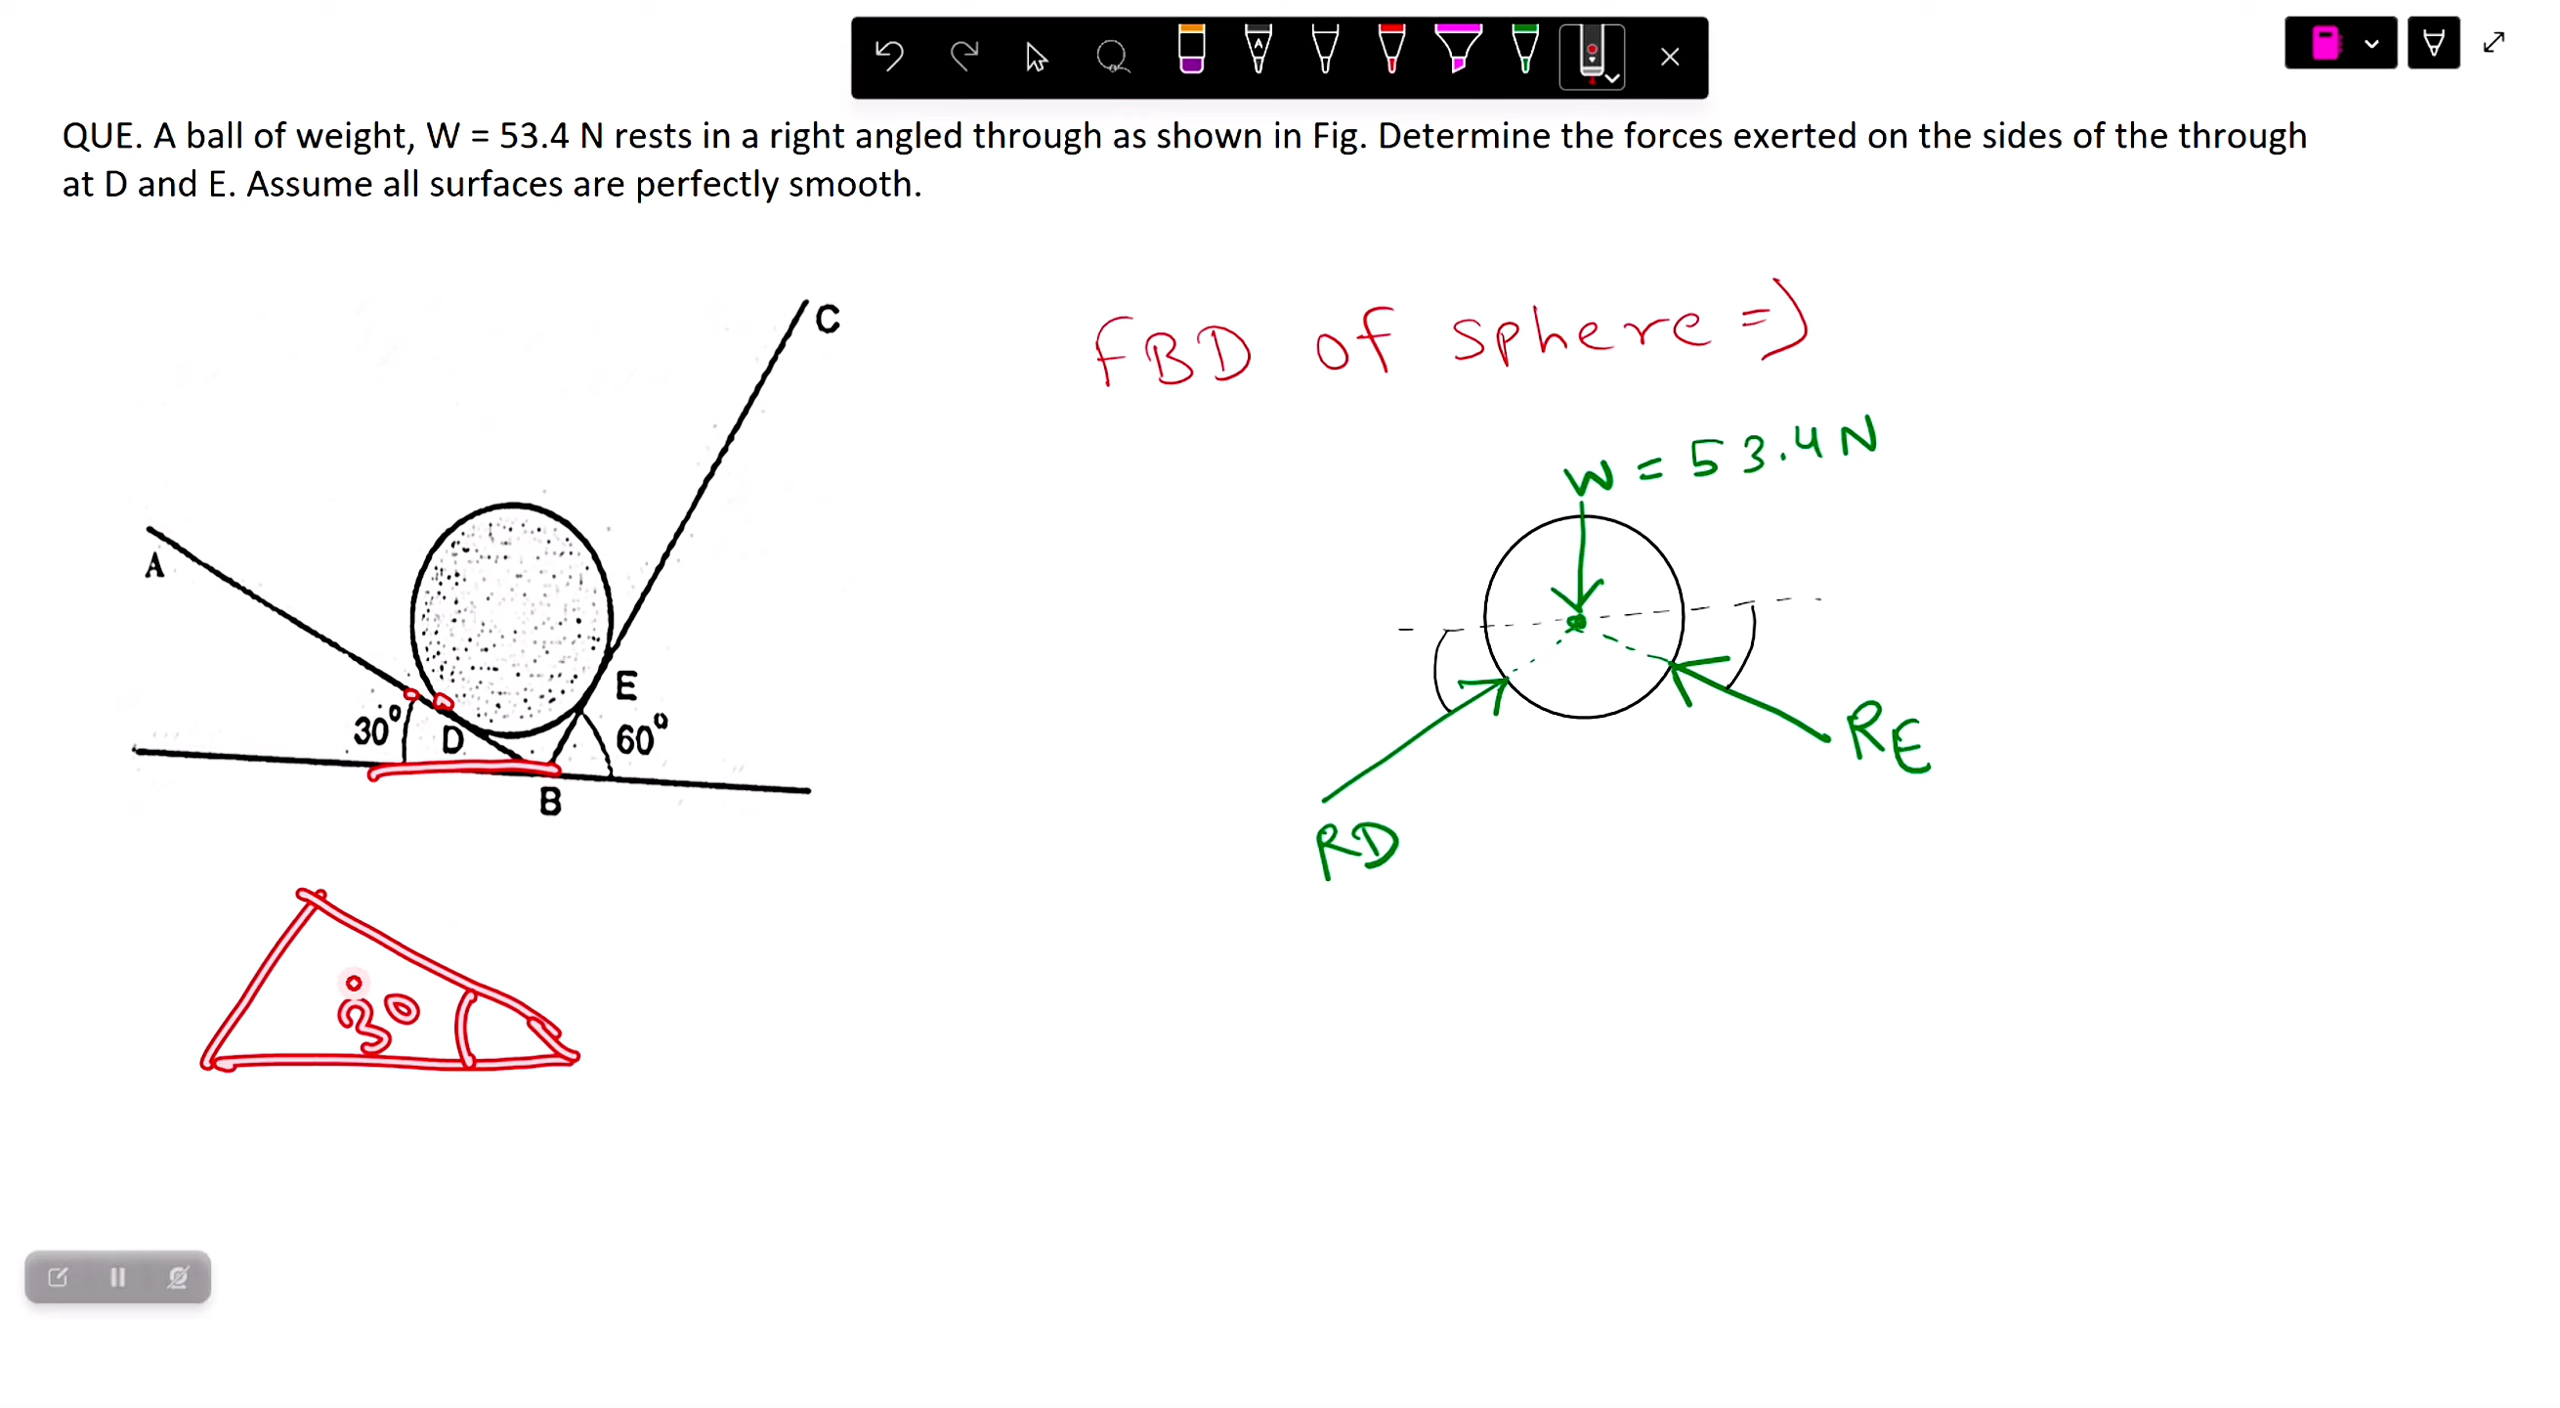 QUE. A ball of weight, W = 53.4 N rests in a right angled through as shown in Fig. Determine the forces exerted on the sides of the through
at D and E. Assume all surfaces are perfectly smooth.
FBD of sphere =)
C
W = 53.4 N
A
E
30°
D
60°
RE
B
RD
30